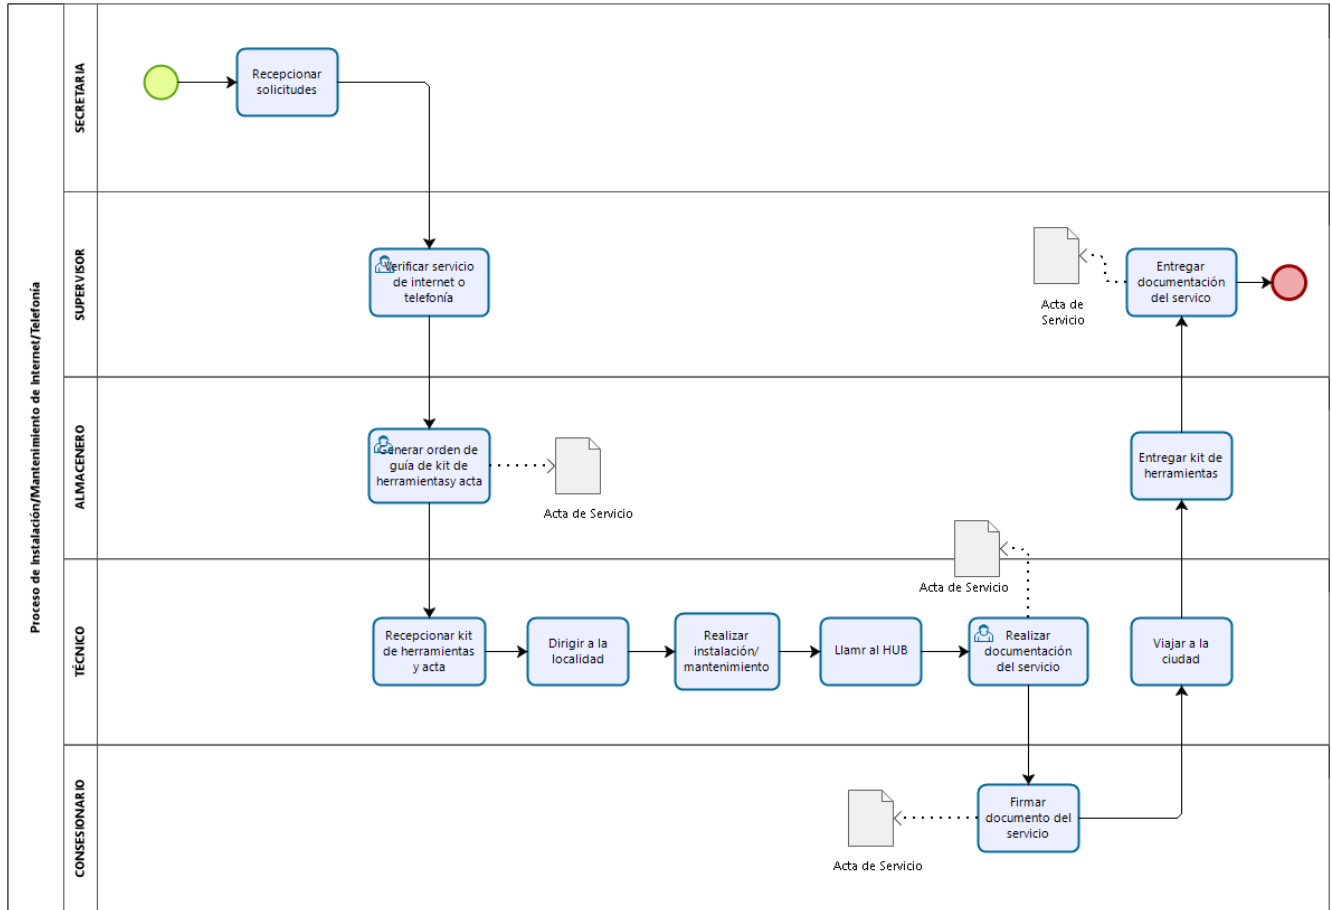 Proceso de Instalación/Mantenimiento de Internet/Telefonía
SECRETARIA
Recepcionar
solicitudes
SUPERVISOR
Verificar servicio
de internet o
telefonía
Acta de
Servicio
Entregar
documentación
del servico
ALMACENERO
Generar orden de
guía de kit de
herramientasy acta
Acta de Servicio
Entregar kit de
herramientas
Acta de Servicio
TÉCNICO
Recepcionar kit
de herramientas
y acta
Dirigir a la
localidad
Realizar
instalación/
mantenimiento
Llamr al HUB
Realizar
documentación
del servicio
Viajar a la
ciudad
CONSESIONARIO
Firmar
documento del
servicio
Acta de Servicio